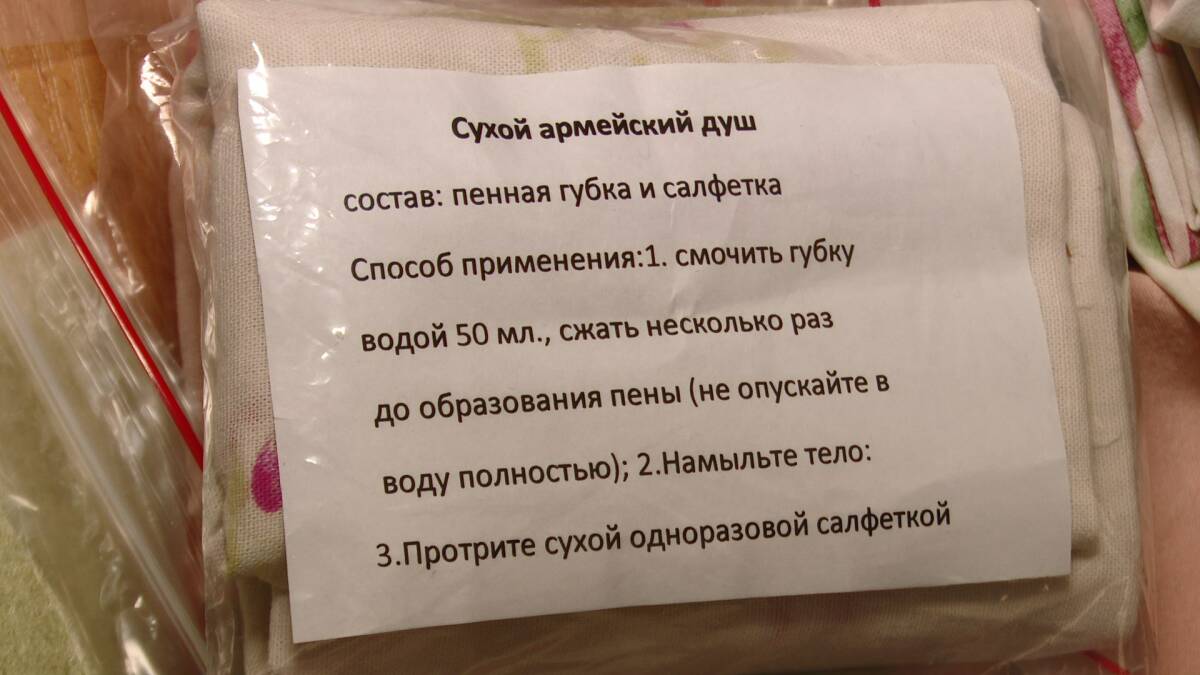 Сухой армейский душ
состав: пенная губка и салфетка
Способ применения:1. смочить губку
водой 50 мл., сжать несколько раз
до образования пены (не опускайте в
воду полностью); 2.Намыльте тело:
3.Протрите сухой одноразовой салфеткой